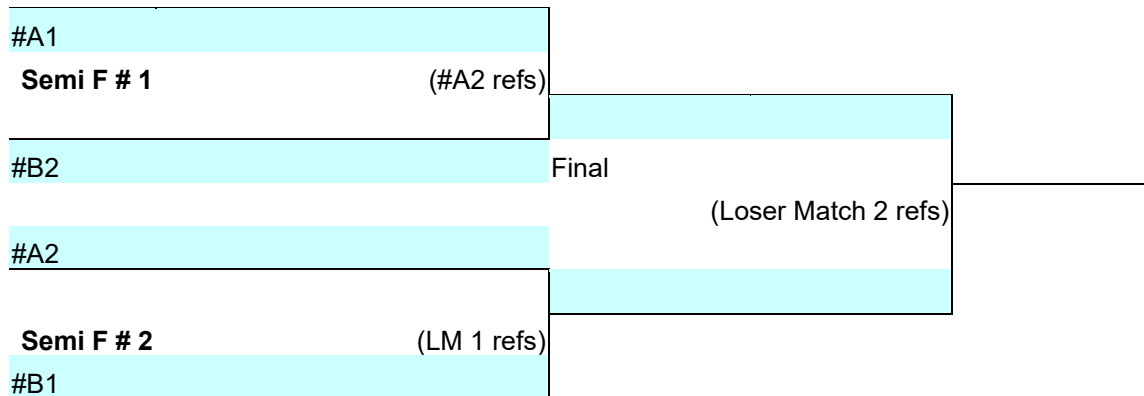 #A1
Semi F # 1 (#A2 refs)
#B2 Final
(Loser Match 2 refs)
#A2
Semi F # 2 (LM 1 refs)
#B1